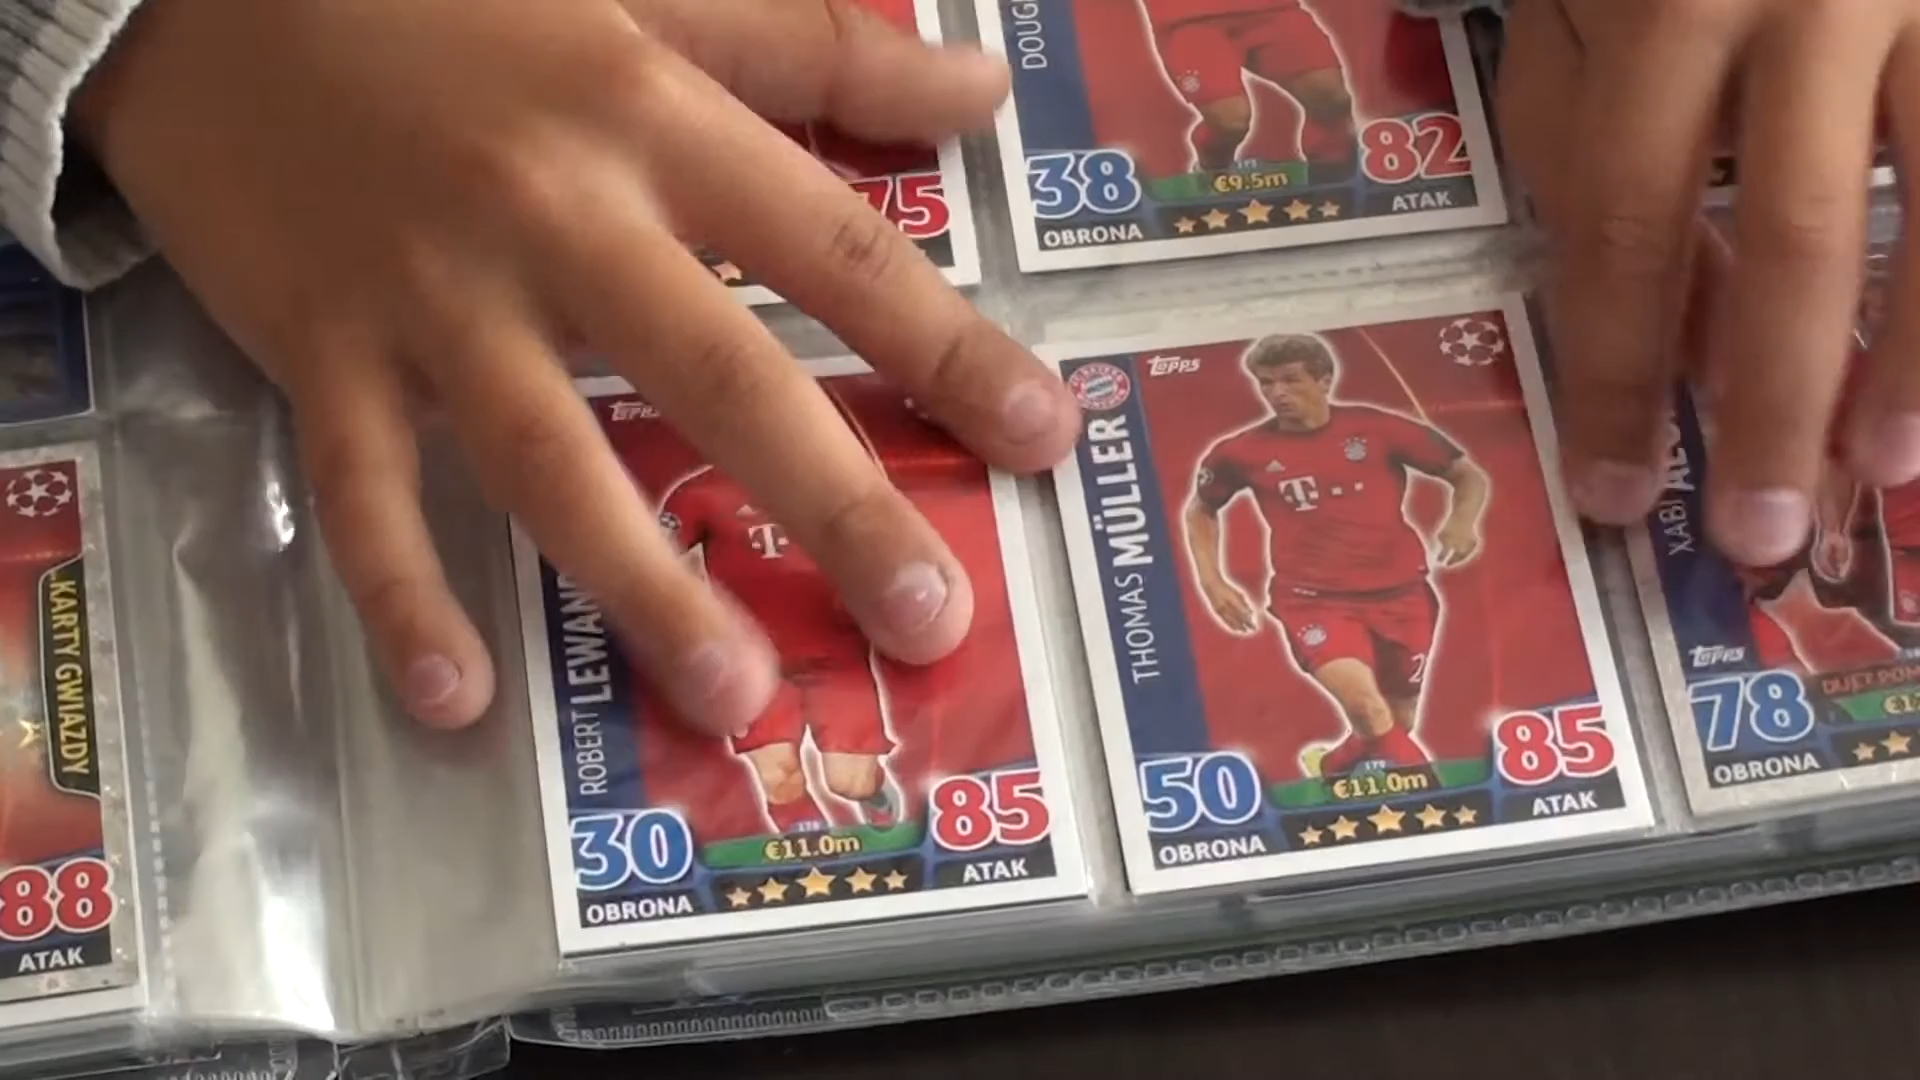 DOUG
38
OBRONA
€9.5m
82
ATAK
75
KARTY GWIAZDY
88
ATAK
TOPPS
ROBERT LEWAND
30
OBRONA
€11.0m
85
ATAK
TOPPS
THOMAS MÜLLER
T
50
OBRONA
€11.0m
85
ATAK
XABI
TOPPS
78
OBRONA